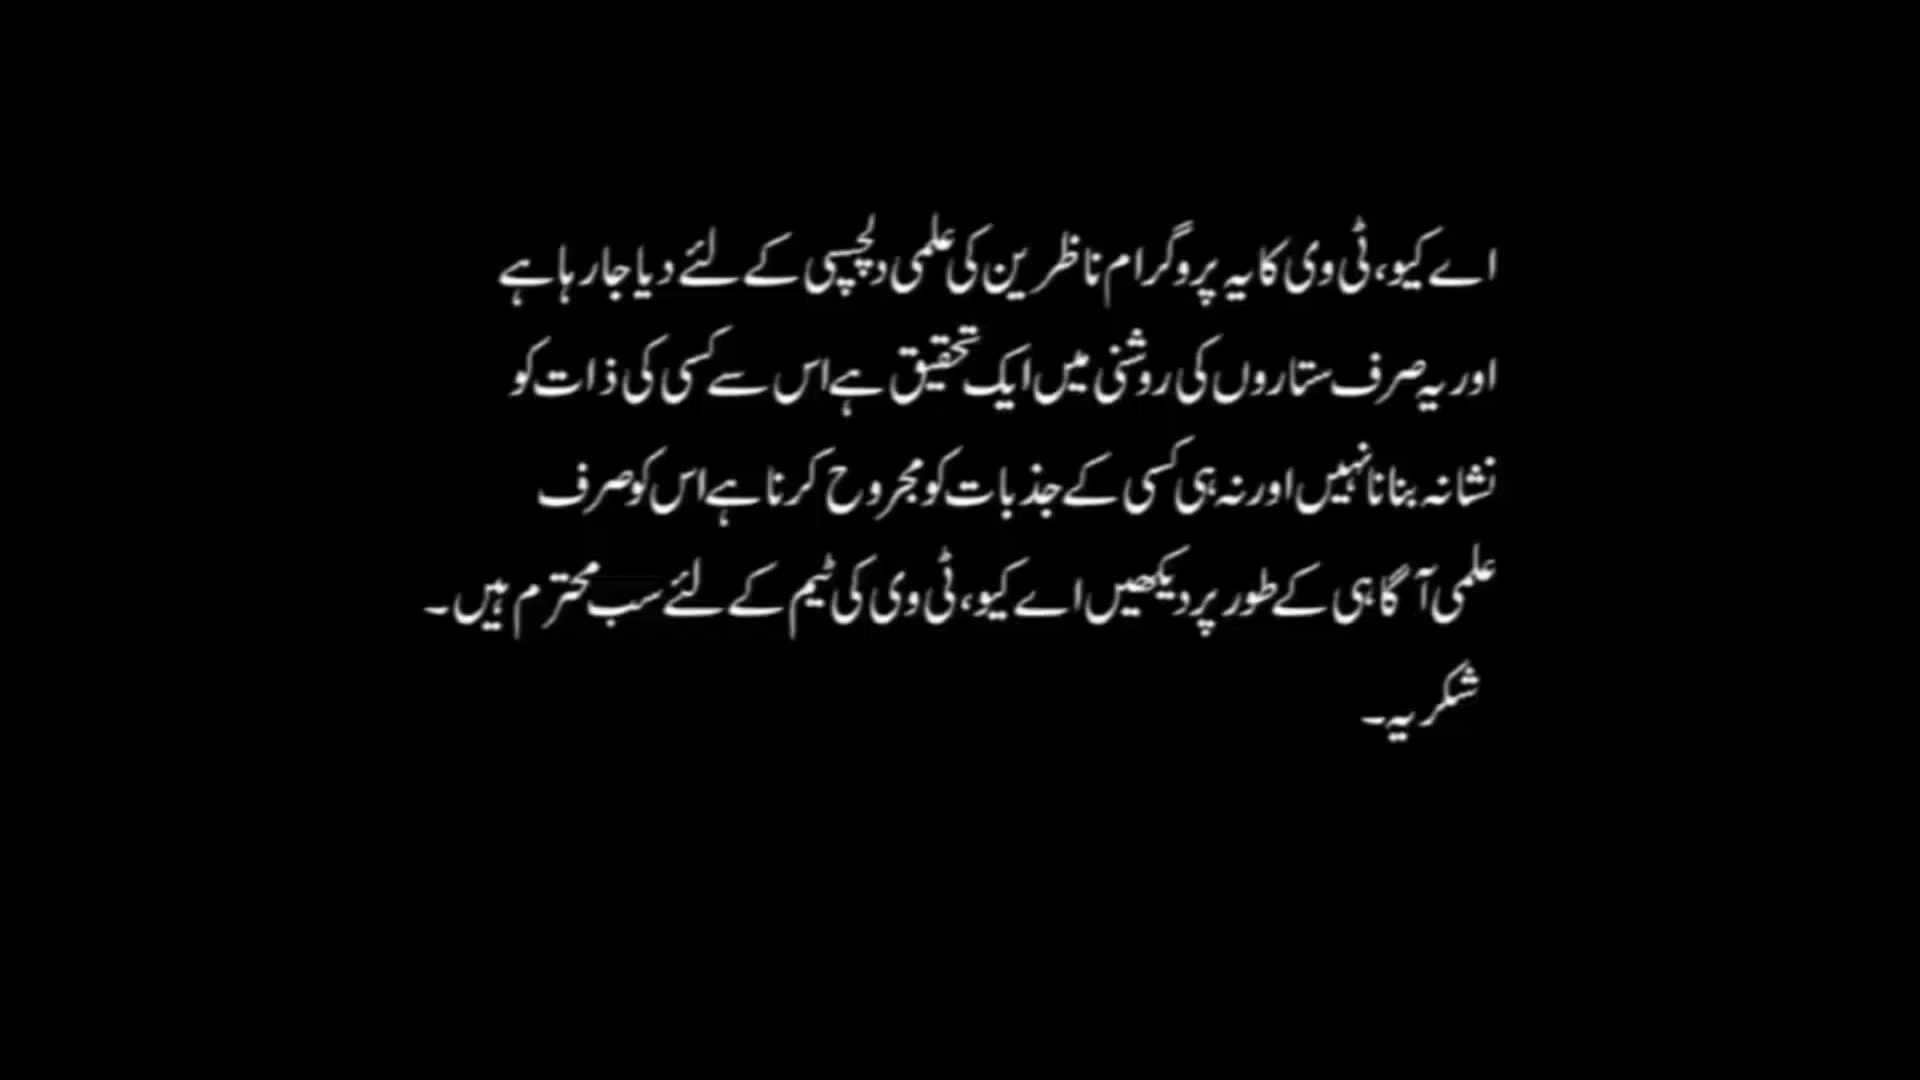 اے کیو، ٹی وی کا یہ پروگرام ناظرین کی علمی دلچسپی کے لئے دیا جارہا ہے
اور یہ صرف ستاروں کی روشنی میں ایک تحقیق ہے اس سے کسی کی ذات کو
نشانہ بنانا نہیں اور نہ ہی کسی کے جذبات کو مجروح کرنا ہے اس کو صرف
علمی آگاہی کے طور پر دیکھیں اے کیو، ٹی وی کی ٹیم کے لئے سب محترم ہیں۔
شکریہ۔